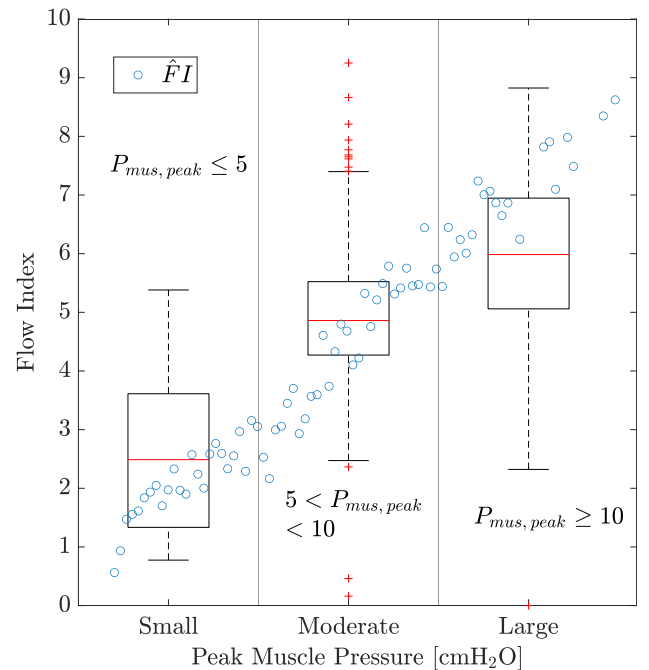 10
9
8
7
6
5
4
3
2
1
0
Flow Index
F̂I
P_{mus,peak} ≤ 5
5 < P_{mus,peak}
< 10
P_{mus,peak} ≥ 10
Small Moderate Large
Peak Muscle Pressure [cmH₂O]